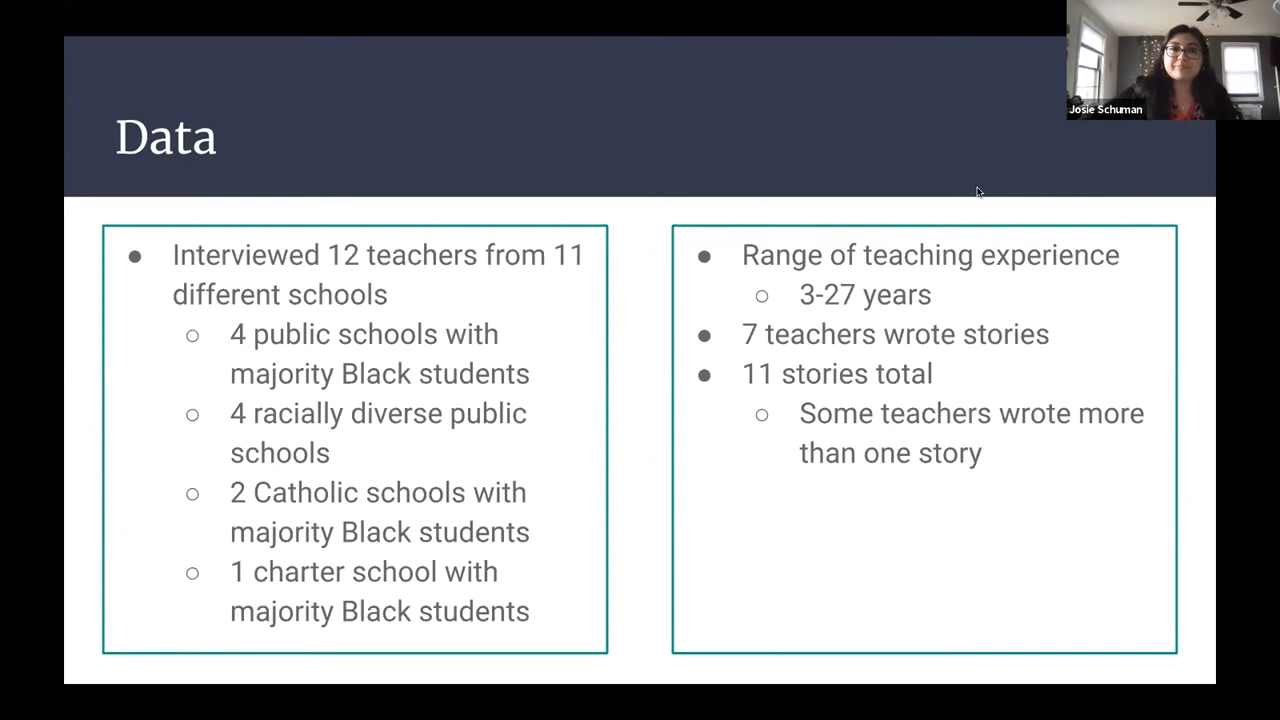 Josie Schuman
Data
● Interviewed 12 teachers from 11
different schools
○ 4 public schools with
majority Black students
○ 4 racially diverse public
schools
○ 2 Catholic schools with
majority Black students
○ 1 charter school with
majority Black students
● Range of teaching experience
○ 3-27 years
● 7 teachers wrote stories
● 11 stories total
○ Some teachers wrote more
than one story